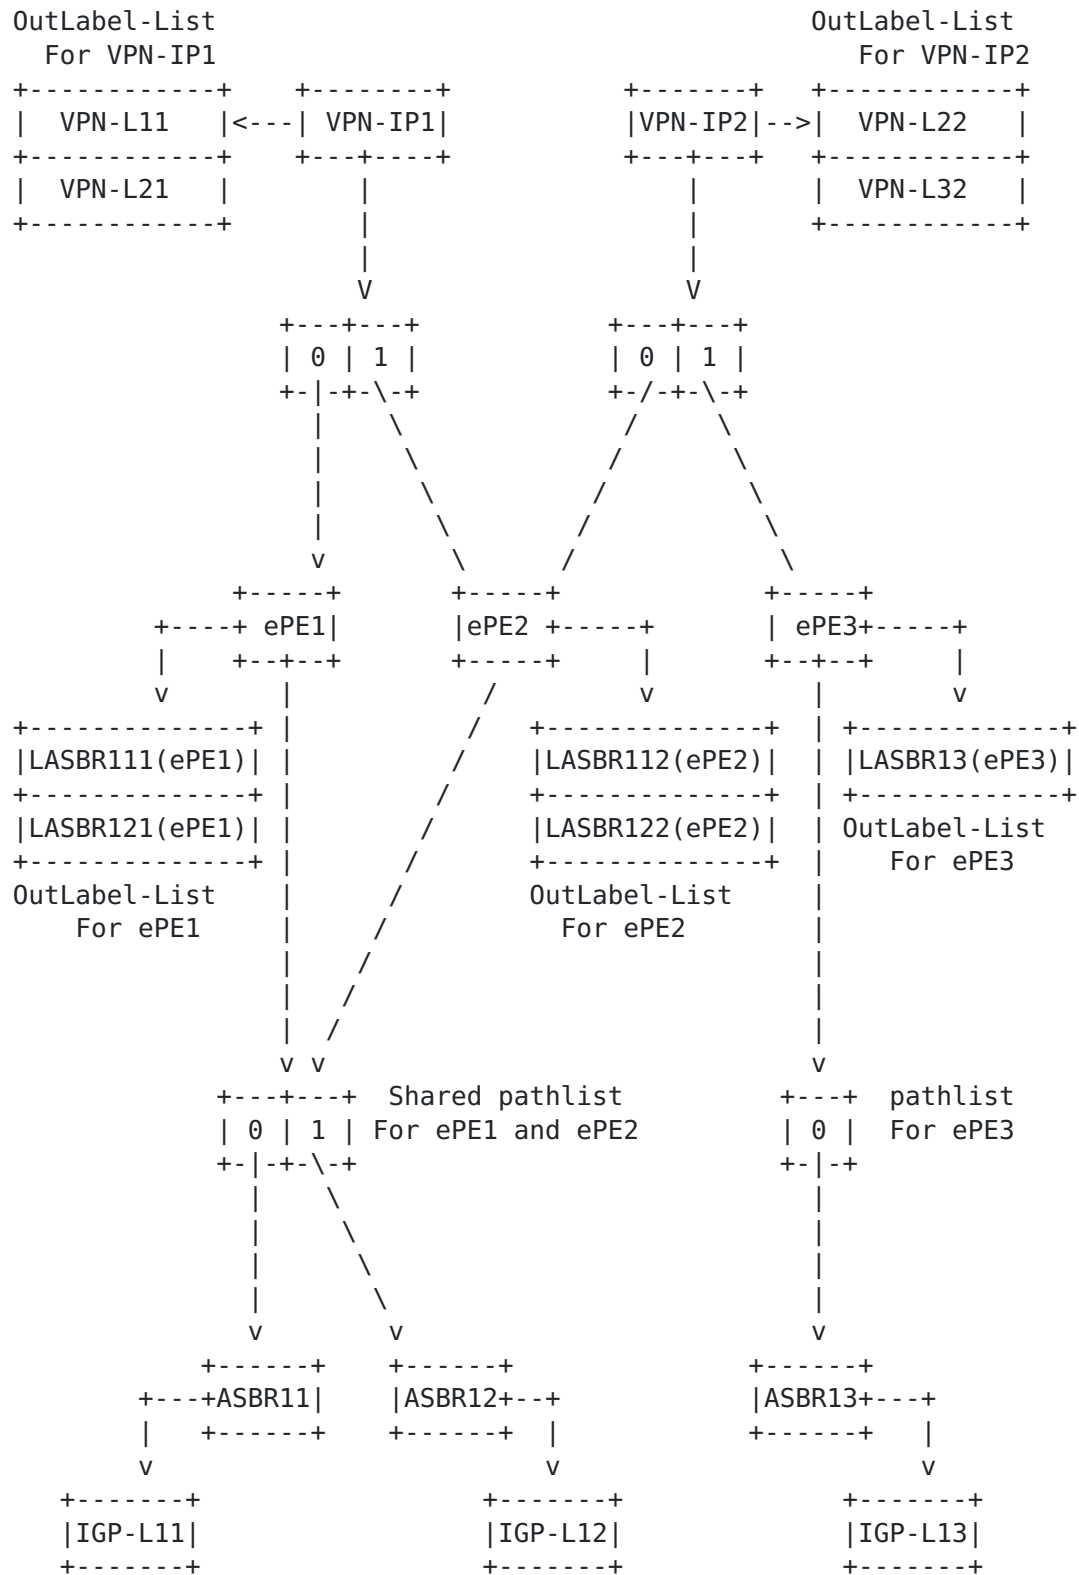 OutLabel-List OutLabel-List
For VPN-IP1 For VPN-IP2
VPN-L11 VPN-IP1 VPN-IP2 VPN-L22
VPN-L21 VPN-L32
0 1 0 1
ePE1 ePE2 ePE3
LASBR111(ePE1) LASBR112(ePE2) LASBR13(ePE3)
LASBR121(ePE1) LASBR122(ePE2) OutLabel-List
For ePE3
OutLabel-List OutLabel-List
For ePE1 For ePE2
Shared pathlist pathlist
0 1 For ePE1 and ePE2 0 For ePE3
ASBR11 ASBR12 ASBR13
IGP-L11 IGP-L12 IGP-L13